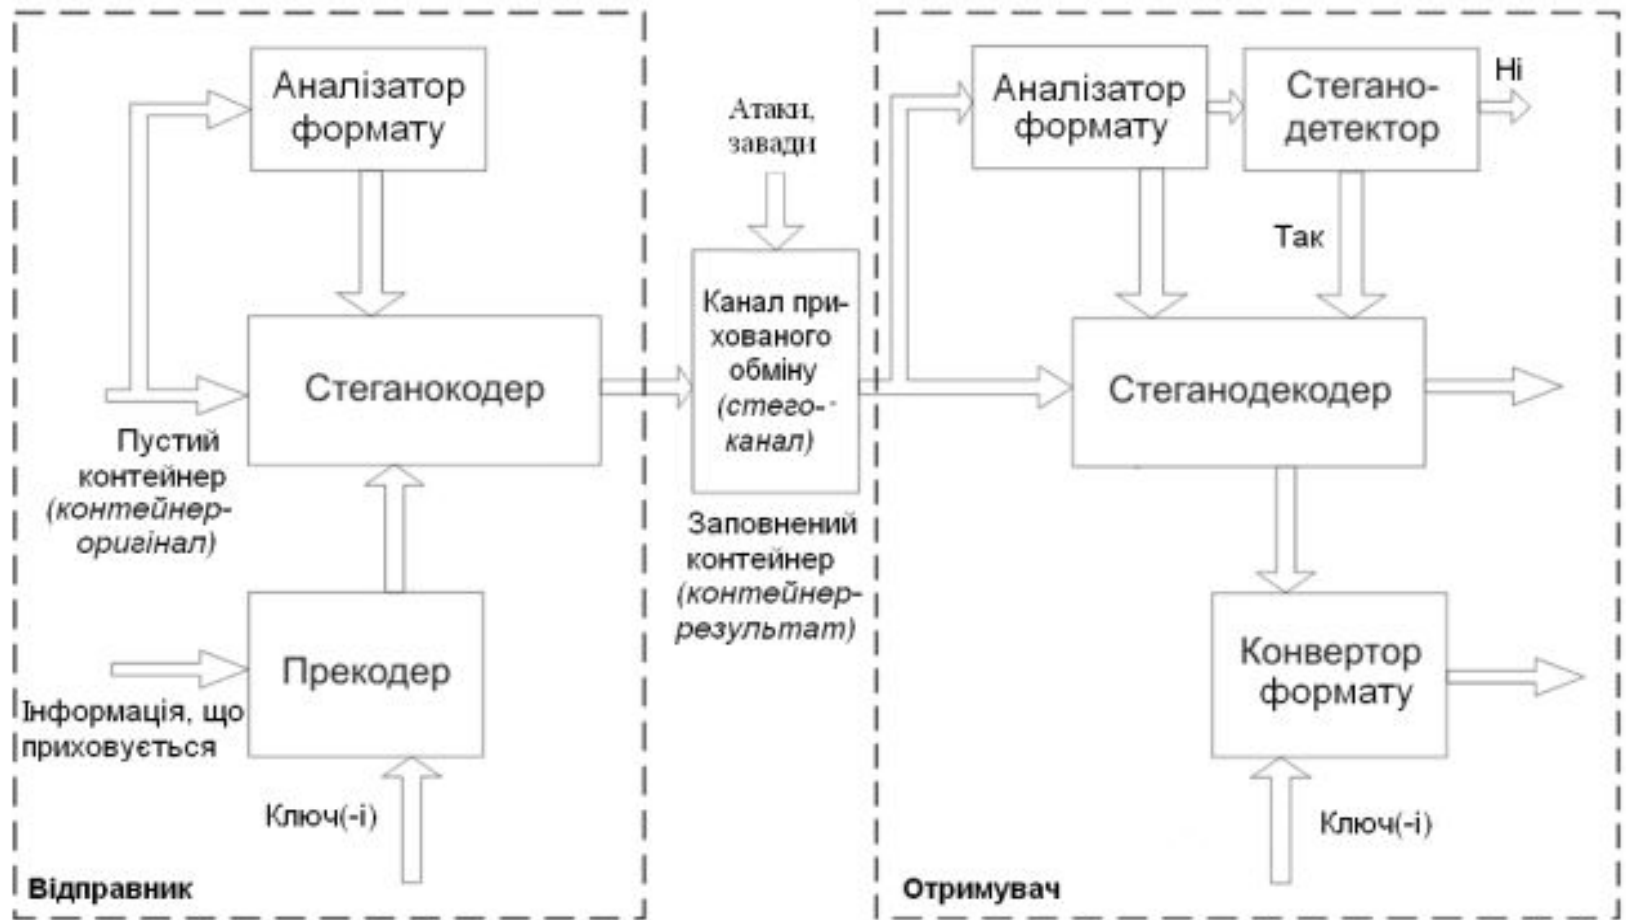 Аналізатор
формату
Стеганокодер
Пустий
контейнер
(контейнер-
оригінал)
Прекодер
Інформація, що
приховується
Ключ(-і)
Відправник
Атаки,
завади
Канал при-
хованого
обміну
(стего-
канал)
Заповнений
контейнер
(контейнер-
результат)
Аналізатор
формату
Стегано-
детектор
Ні
Так
Стеганодекодер
Конвертор
формату
Ключ(-і)
Отримувач